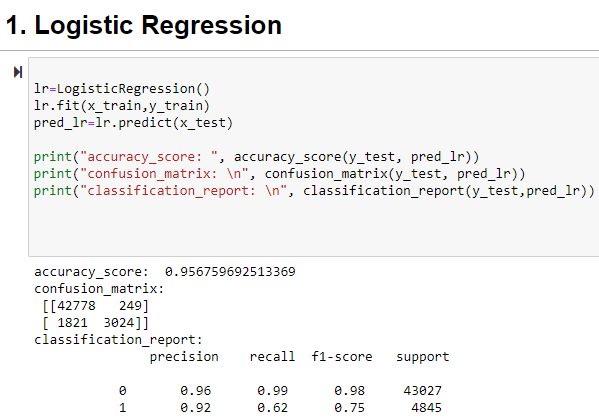 1. Logistic Regression
lr=LogisticRegression()
lr.fit(x_train,y_train)
pred_lr=lr.predict(x_test)
print("accuracy_score: ", accuracy_score(y_test, pred_lr))
print("confusion_matrix: \n", confusion_matrix(y_test, pred_lr))
print("classification_report: \n", classification_report(y_test,pred_lr))
accuracy_score:  0.956759692513369
confusion_matrix:
[[42778   249]
[ 1821  3024]]
classification_report:
precision    recall  f1-score   support
0       0.96      0.99      0.98     43027
1       0.92      0.62      0.75      4845